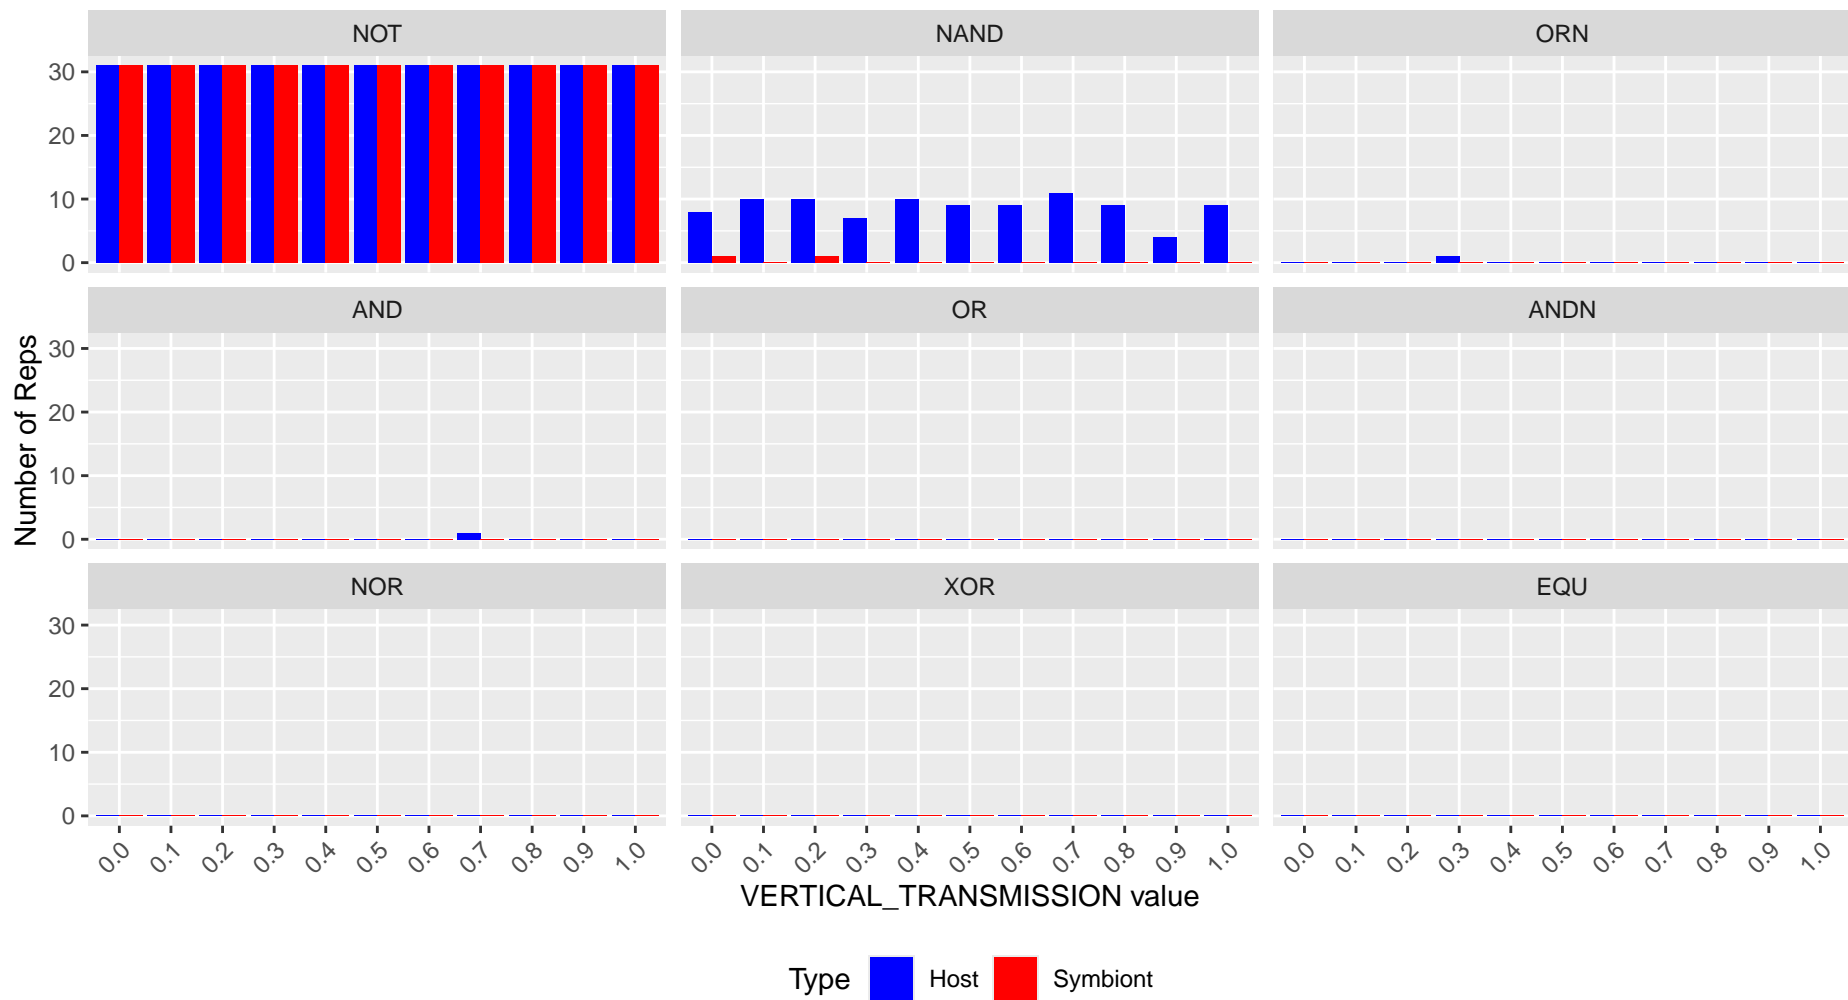 NOT NAND ORN
30
20
10
0
AND OR ANDN
30
20
10
0
NOR XOR EQU
30
20
10
0
Number of Reps
0.0 0.1 0.2 0.3 0.4 0.5 0.6 0.7 0.8 0.9 1.0 0.0 0.1 0.2 0.3 0.4 0.5 0.6 0.7 0.8 0.9 1.0 0.0 0.1 0.2 0.3 0.4 0.5 0.6 0.7 0.8 0.9 1.0
VERTICAL_TRANSMISSION value
Type Host Symbiont